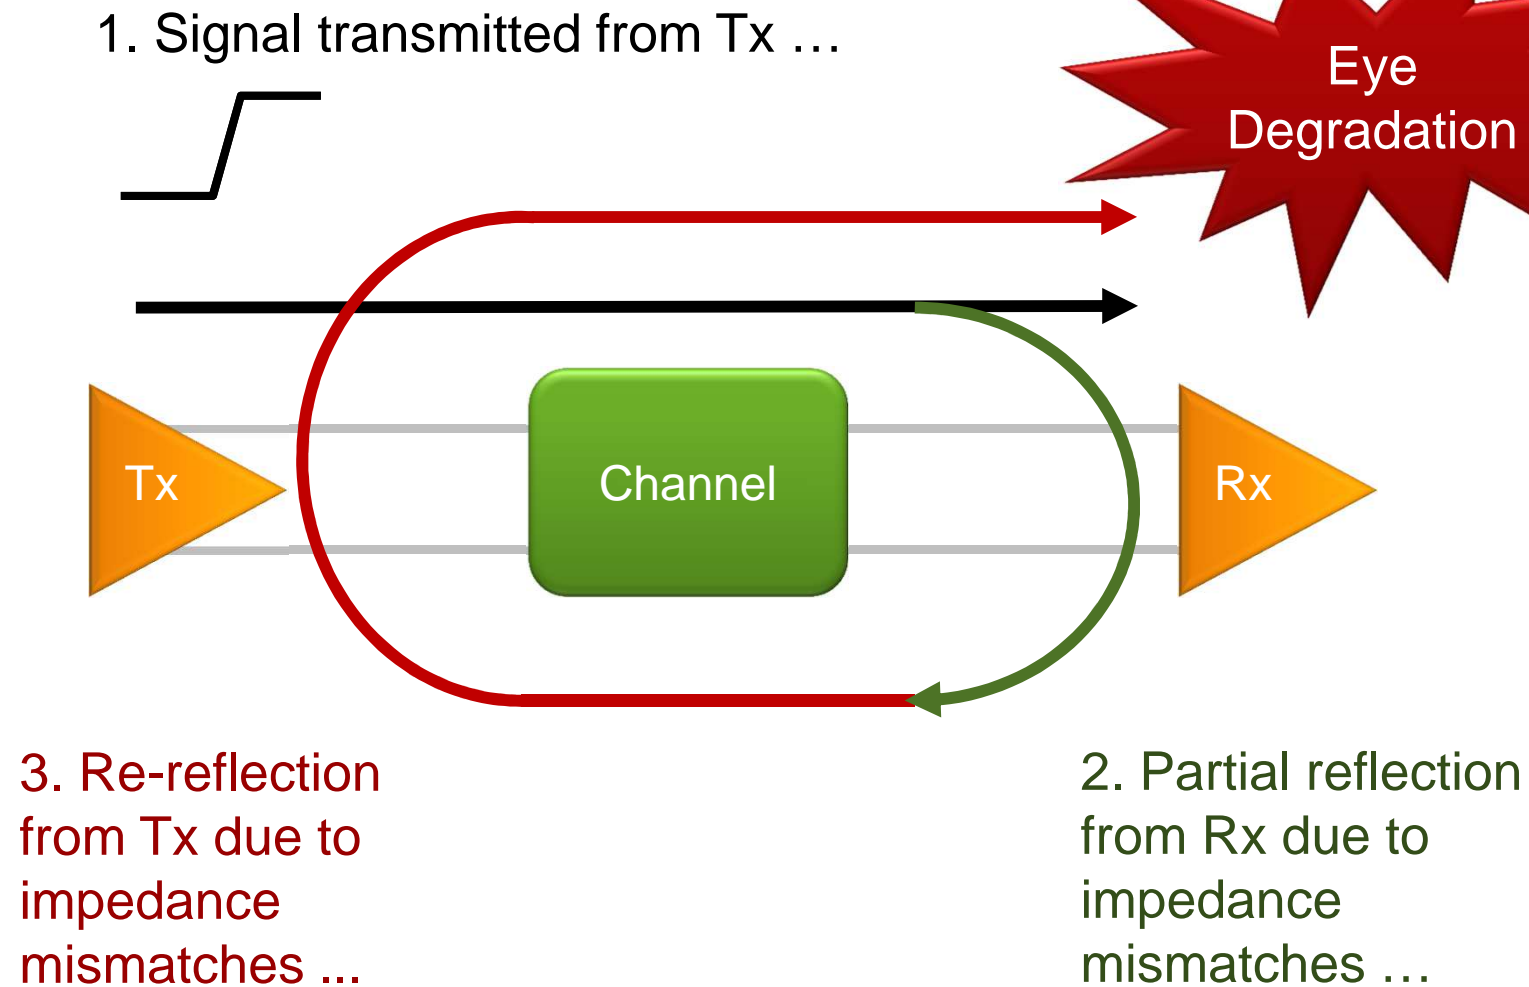 1. Signal transmitted from Tx …
Eye
Degradation
Tx
Channel
Rx
3. Re-reflection
from Tx due to
impedance
mismatches ...
2. Partial reflection
from Rx due to
impedance
mismatches …